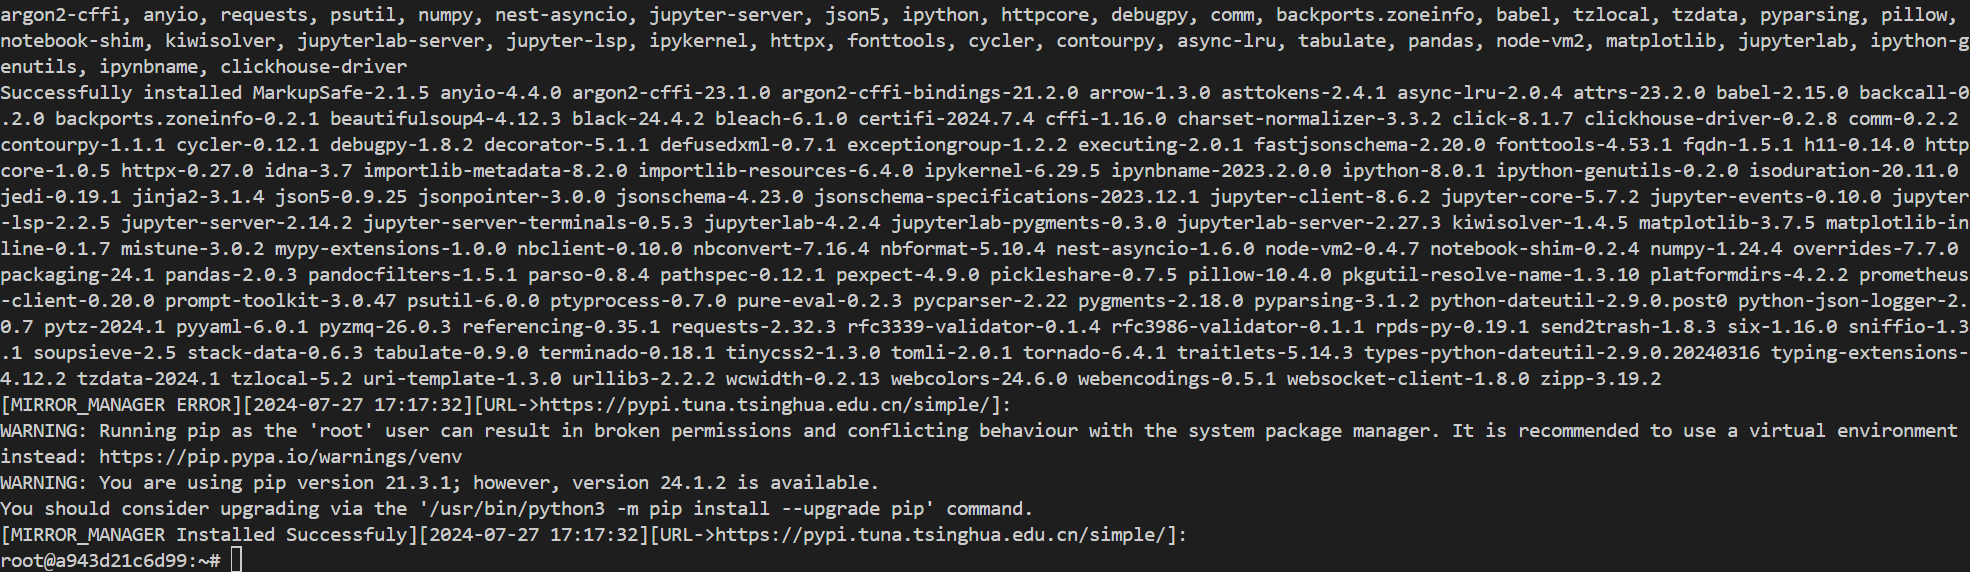 argon2-cffi, anyio, requests, psutil, numpy, nest-asyncio, jupyter-server, json5, ipython, httpcore, debugpy, comm, backports.zoneinfo, babel, tzlocal, tzdata, pyparsing, pillow,
notebook-shim, kiwisolver, jupyterlab-server, jupyter-lsp, ipykernel, httpx, fonttools, cycler, contourpy, async-lru, tabulate, pandas, node-vm2, matplotlib, jupyterlab, ipython-g
enutils, ipynbname, clickhouse-driver
Successfully installed MarkupSafe-2.1.5 anyio-4.4.0 argon2-cffi-23.1.0 argon2-cffi-bindings-21.2.0 arrow-1.3.0 asttokens-2.4.1 async-lru-2.0.4 attrs-23.2.0 babel-2.15.0 backcall-0
.2.0 backports.zoneinfo-0.2.1 beautifulsoup4-4.12.3 black-24.4.2 bleach-6.1.0 certifi-2024.7.4 cffi-1.16.0 charset-normalizer-3.3.2 click-8.1.7 clickhouse-driver-0.2.8 comm-0.2.2
contourpy-1.1.1 cycler-0.12.1 debugpy-1.8.2 decorator-5.1.1 defusedxml-0.7.1 exceptiongroup-1.2.2 executing-2.0.1 fastjsonschema-2.20.0 fonttools-4.53.1 fqdn-1.5.1 h11-0.14.0 http
core-1.0.5 httpx-0.27.0 idna-3.7 importlib-metadata-8.2.0 importlib-resources-6.4.0 ipykernel-6.29.5 ipynbname-2023.2.0.0 ipython-8.0.1 ipython-genutils-0.2.0 isoduration-20.11.0
jedi-0.19.1 jinja2-3.1.4 json5-0.9.25 jsonpointer-3.0.0 jsonschema-4.23.0 jsonschema-specifications-2023.12.1 jupyter-client-8.6.2 jupyter-core-5.7.2 jupyter-events-0.10.0 jupyter
-lsp-2.2.5 jupyter-server-2.14.2 jupyter-server-terminals-0.5.3 jupyterlab-4.2.4 jupyterlab-pygments-0.3.0 jupyterlab-server-2.27.3 kiwisolver-1.4.5 matplotlib-3.7.5 matplotlib-in
line-0.1.7 mistune-3.0.2 mypy-extensions-1.0.0 nbclient-0.10.0 nbconvert-7.16.4 nbformat-5.10.4 nest-asyncio-1.6.0 node-vm2-0.4.7 notebook-shim-0.2.4 numpy-1.24.4 overrides-7.7.0
packaging-24.1 pandas-2.0.3 pandocfilters-1.5.1 parso-0.8.4 pathspec-0.12.1 pexpect-4.9.0 pickleshare-0.7.5 pillow-10.4.0 pkgutil-resolve-name-1.3.10 platformdirs-4.2.2 prometheus
-client-0.20.0 prompt-toolkit-3.0.47 psutil-6.0.0 ptyprocess-0.7.0 pure-eval-0.2.3 pycparser-2.22 pygments-2.18.0 pyparsing-3.1.2 python-dateutil-2.9.0.post0 python-json-logger-2.
0.7 pytz-2024.1 pyyaml-6.0.1 pyzmq-26.0.3 referencing-0.35.1 requests-2.32.3 rfc3339-validator-0.1.4 rfc3986-validator-0.1.1 rpds-py-0.19.1 send2trash-1.8.3 six-1.16.0 sniffio-1.3
.1 soupsieve-2.5 stack-data-0.6.3 tabulate-0.9.0 terminado-0.18.1 tinycss2-1.3.0 tomli-2.0.1 tornado-6.4.1 traitlets-5.14.3 types-python-dateutil-2.9.0.20240316 typing-extensions-
4.12.2 tzdata-2024.1 tzlocal-5.2 uri-template-1.3.0 urllib3-2.2.2 wcwidth-0.2.13 webcolors-24.6.0 webencodings-0.5.1 websocket-client-1.8.0 zipp-3.19.2
[MIRROR_MANAGER ERROR][2024-07-27 17:17:32][URL->https://pypi.tuna.tsinghua.edu.cn/simple/]:
WARNING: Running pip as the 'root' user can result in broken permissions and conflicting behaviour with the system package manager. It is recommended to use a virtual environment
instead: https://pip.pypa.io/warnings/venv
WARNING: You are using pip version 21.3.1; however, version 24.1.2 is available.
You should consider upgrading via the '/usr/bin/python3 -m pip install --upgrade pip' command.
[MIRROR_MANAGER Installed Successfuly][2024-07-27 17:17:32][URL->https://pypi.tuna.tsinghua.edu.cn/simple/]:
root@a943d21c6d99:~#